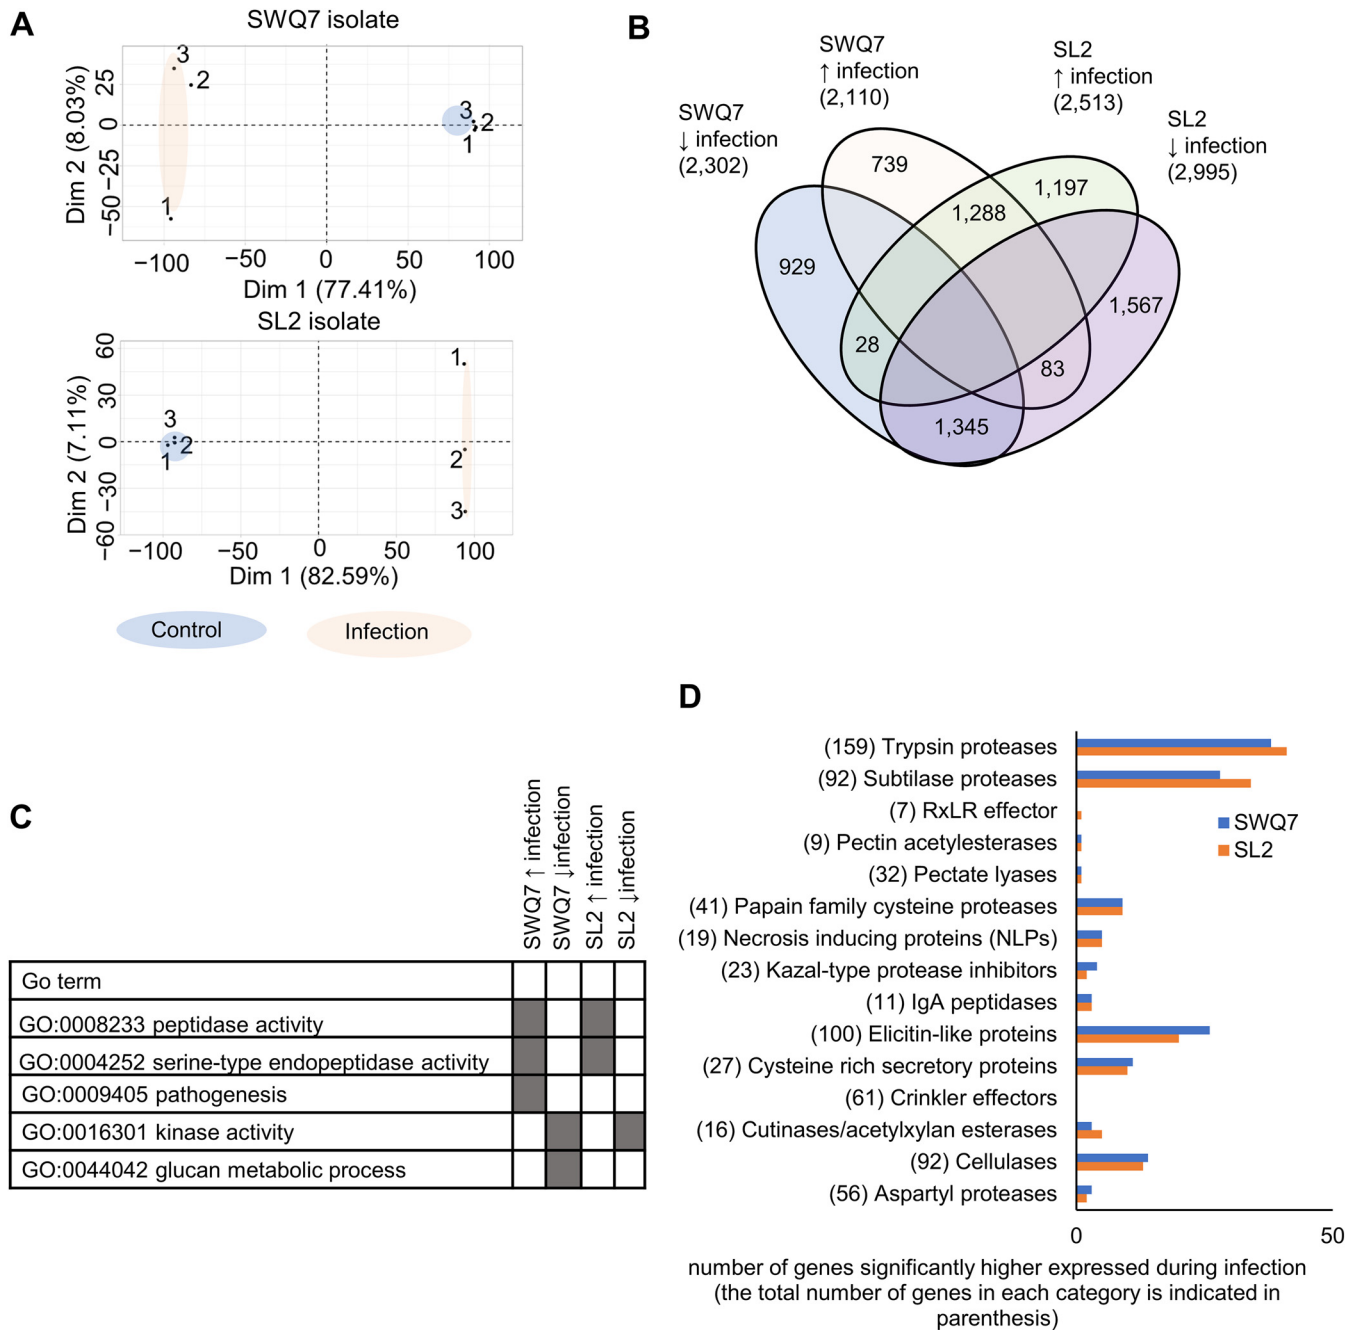 A
SWQ7 isolate
3
2
1
3
2
1
25
0
−25
−50
Dim 2 (8.03%)
−100
−50
0
50
100
Dim 1 (77.41%)
SL2 isolate
3
2
1
1
2
3
60
30
0
−30
−60
Dim 2 (7.11%)
−100
−50
0
50
100
Dim 1 (82.59%)
Control
Infection
B
SWQ7
↓ infection
(2,302)
SWQ7
↑ infection
(2,110)
SL2
↑ infection
(2,513)
SL2
↓ infection
(2,995)
739
1,197
1,288
929
1,567
28
83
1,345
C
SWQ7 ↑ infection
SWQ7 ↓infection
SL2 ↑ infection
SL2 ↓infection
Go term
GO:0008233 peptidase activity
GO:0004252 serine-type endopeptidase activity
GO:0009405 pathogenesis
GO:0016301 kinase activity
GO:0044042 glucan metabolic process
D
(159) Trypsin proteases
(92) Subtilase proteases
(7) RxLR effector
(9) Pectin acetylesterases
(32) Pectate lyases
(41) Papain family cysteine proteases
(19) Necrosis inducing proteins (NLPs)
(23) Kazal-type protease inhibitors
(11) IgA peptidases
(100) Elicitin-like proteins
(27) Cysteine rich secretory proteins
(61) Crinkler effectors
(16) Cutinases/acetylxylan esterases
(92) Cellulases
(56) Aspartyl proteases
SWQ7
SL2
0
50
number of genes significantly higher expressed during infection
(the total number of genes in each category is indicated in
parenthesis)